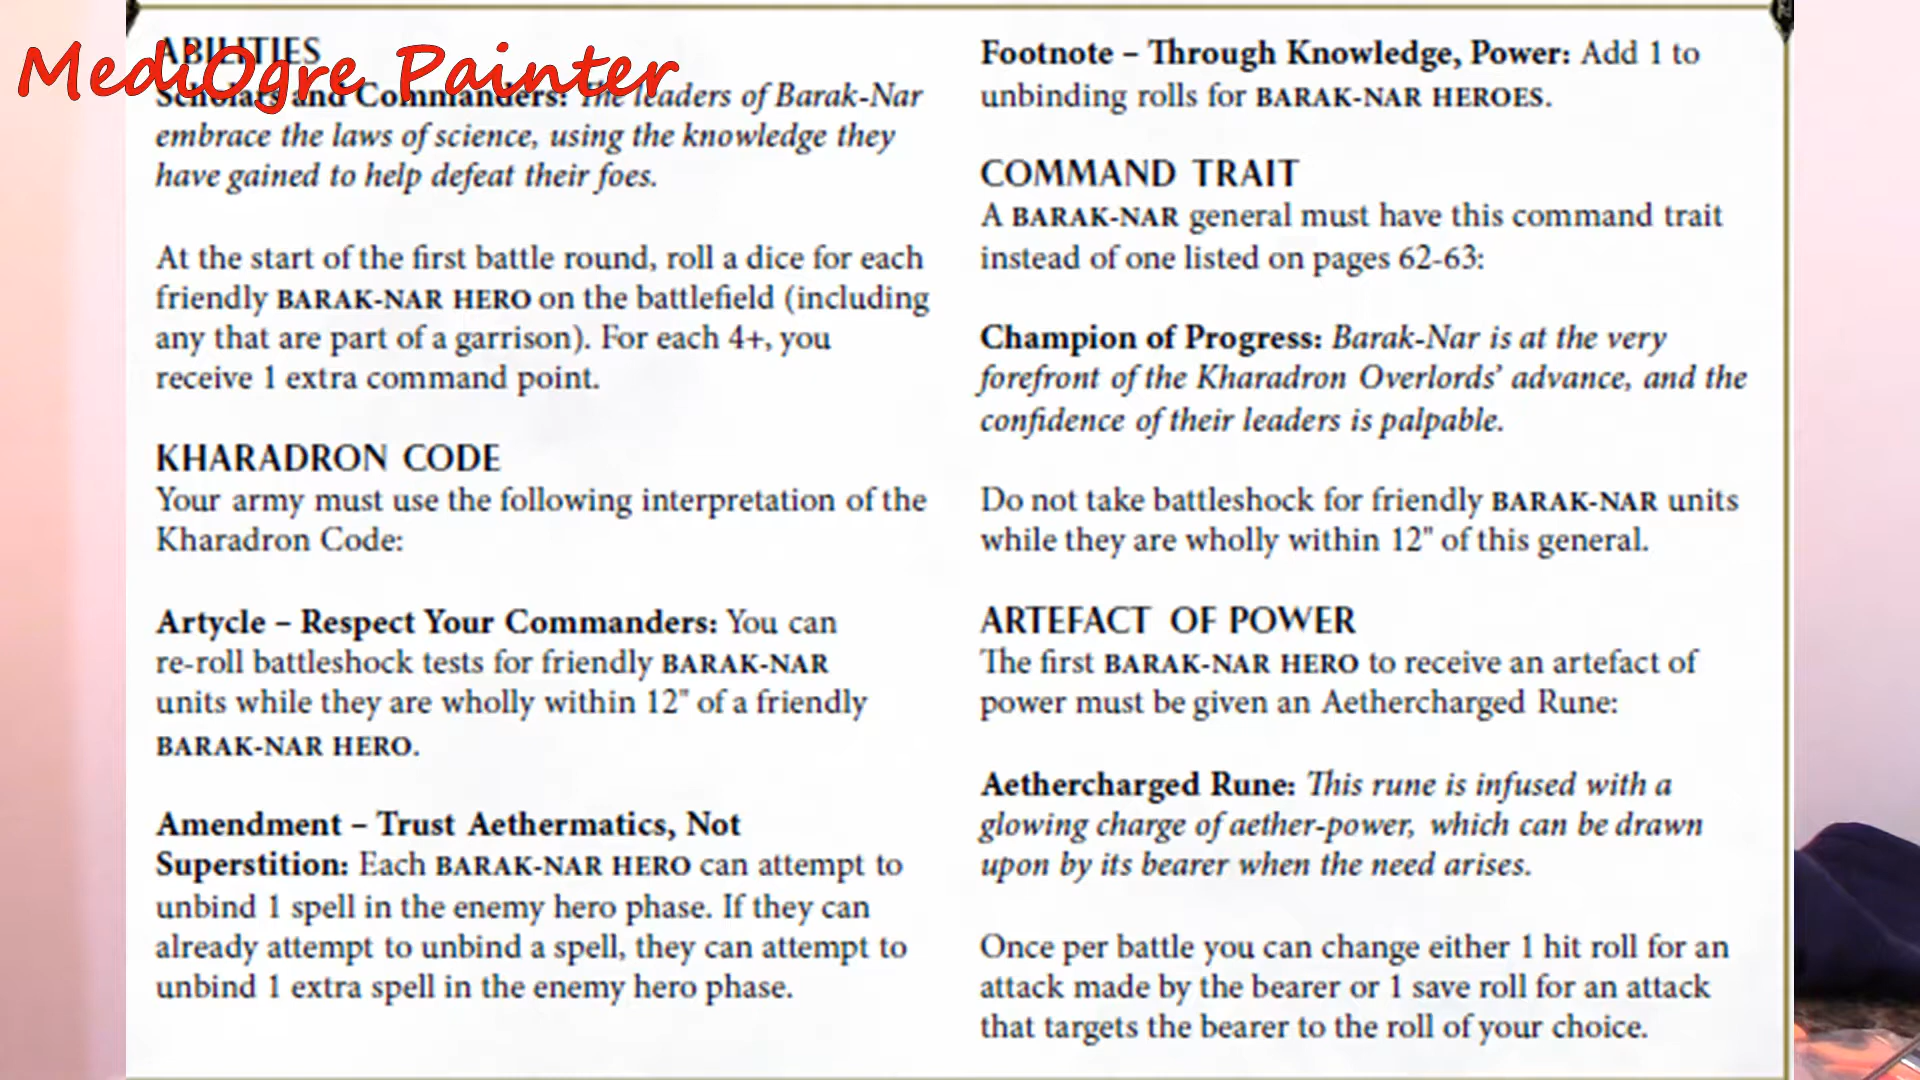 MediOgre Painter
ABILITIES
Scholars and Commanders: The leaders of Barak-Nar
embrace the laws of science, using the knowledge they
have gained to help defeat their foes.
At the start of the first battle round, roll a dice for each
friendly BARAK-NAR HERO on the battlefield (including
any that are part of a garrison). For each 4+, you
receive 1 extra command point.
KHARADRON CODE
Your army must use the following interpretation of the
Kharadron Code:
Artycle – Respect Your Commanders: You can
re-roll battleshock tests for friendly BARAK-NAR
units while they are wholly within 12" of a friendly
BARAK-NAR HERO.
Amendment – Trust Aethermatics, Not
Superstition: Each BARAK-NAR HERO can attempt to
unbind 1 spell in the enemy hero phase. If they can
already attempt to unbind a spell, they can attempt to
unbind 1 extra spell in the enemy hero phase.
Footnote – Through Knowledge, Power: Add 1 to
unbinding rolls for BARAK-NAR HEROES.
COMMAND TRAIT
A BARAK-NAR general must have this command trait
instead of one listed on pages 62-63:
Champion of Progress: Barak-Nar is at the very
forefront of the Kharadron Overlords' advance, and the
confidence of their leaders is palpable.
Do not take battleshock for friendly BARAK-NAR units
while they are wholly within 12" of this general.
ARTEFACT OF POWER
The first BARAK-NAR HERO to receive an artefact of
power must be given an Aethercharged Rune:
Aethercharged Rune: This rune is infused with a
glowing charge of aether-power, which can be drawn
upon by its bearer when the need arises.
Once per battle you can change either 1 hit roll for an
attack made by the bearer or 1 save roll for an attack
that targets the bearer to the roll of your choice.